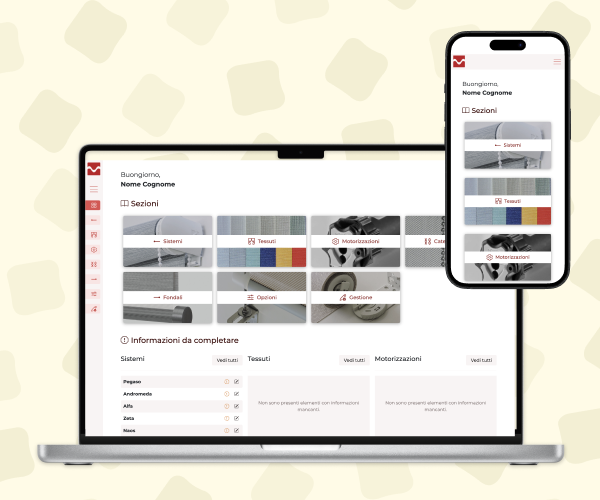 Buongiorno,
Nome Cognome
Sezioni
Sistemi
Tessuti
Motorizzazioni
Buongiorno,
Nome Cognome
Sezioni
Sistemi
Tessuti
Motorizzazioni
Fondali
Opzioni
Gestione
Informazioni da completare
Sistemi
Vedi tutti
Tessuti
Vedi tutti
Motorizzazioni
Vedi tutti
Pegaso
Andromeda
Alfa
Zeta
Naos
Non sono presenti elementi con informazioni
mancanti
Non sono presenti elementi con informazioni
mancanti